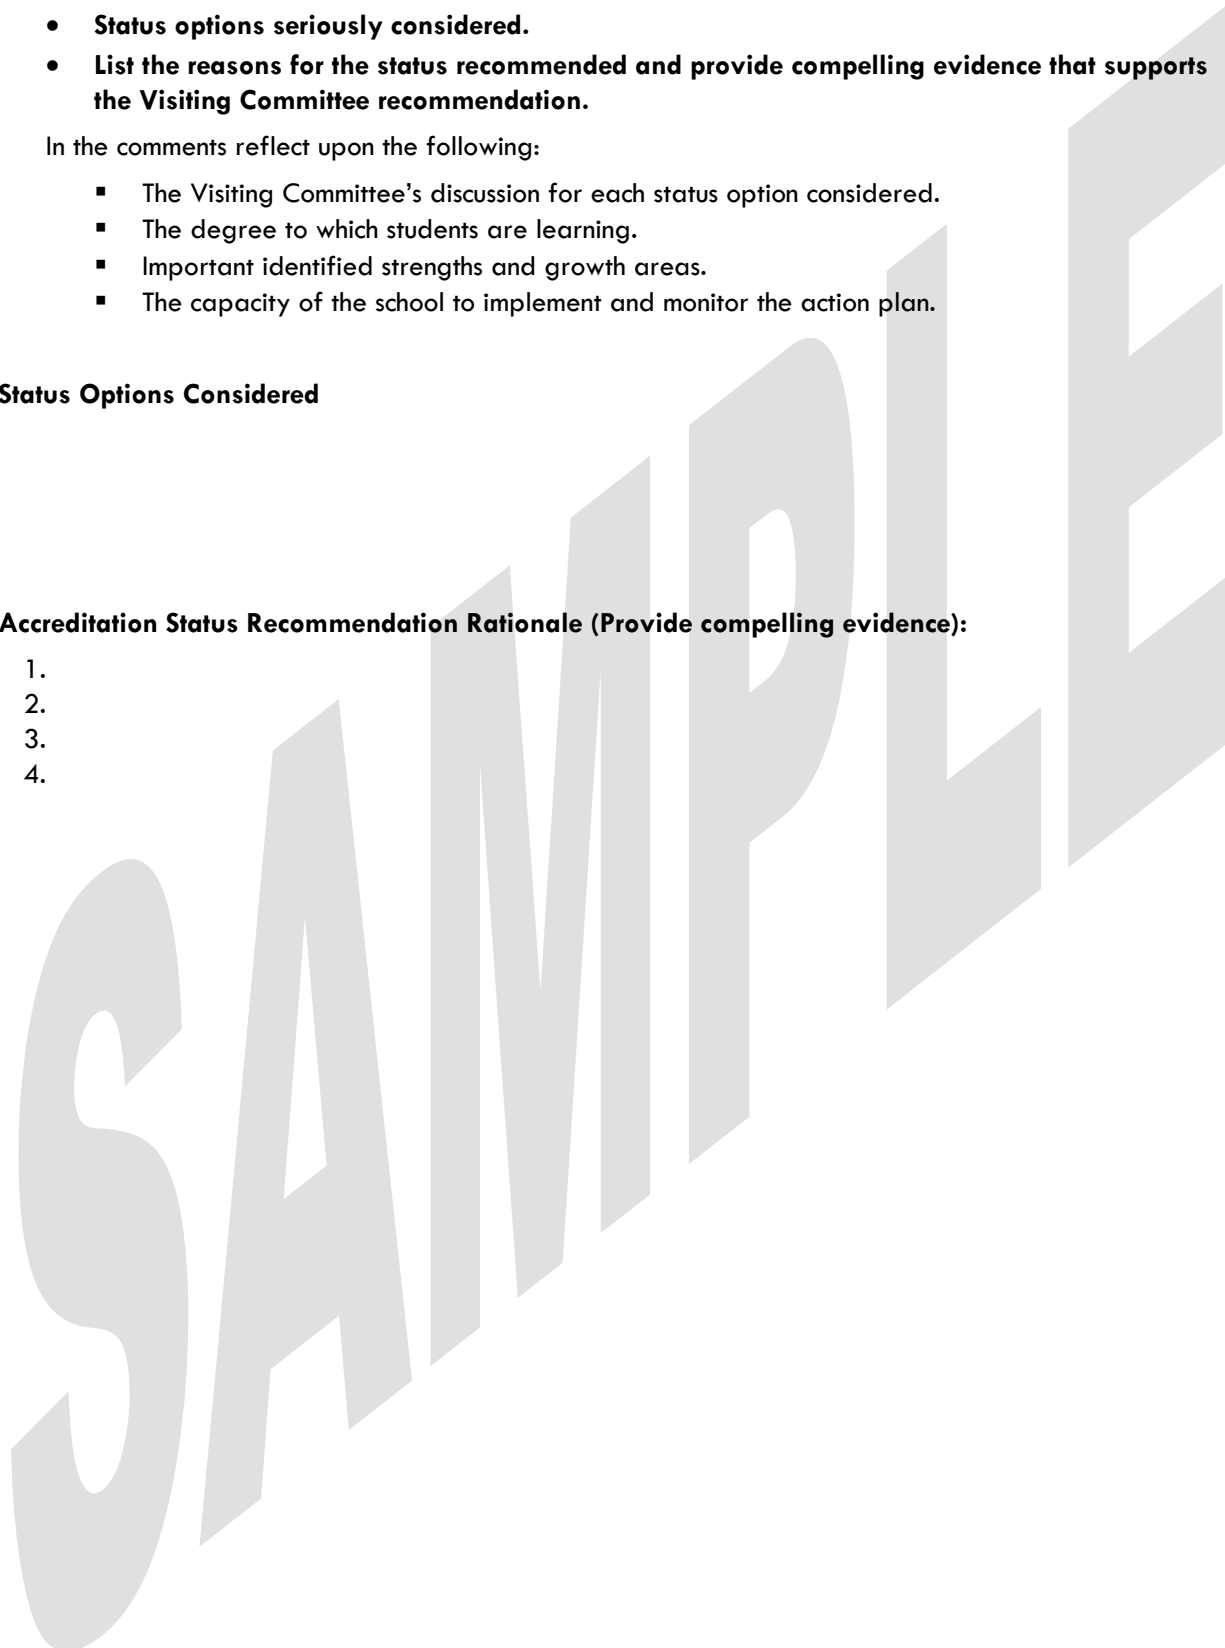 • Status options seriously considered.
• List the reasons for the status recommended and provide compelling evidence that supports
the Visiting Committee recommendation.
In the comments reflect upon the following:
▪ The Visiting Committee’s discussion for each status option considered.
▪ The degree to which students are learning.
▪ Important identified strengths and growth areas.
▪ The capacity of the school to implement and monitor the action plan.
Status Options Considered
Accreditation Status Recommendation Rationale (Provide compelling evidence):
1.
2.
3.
4.
SAMPLE